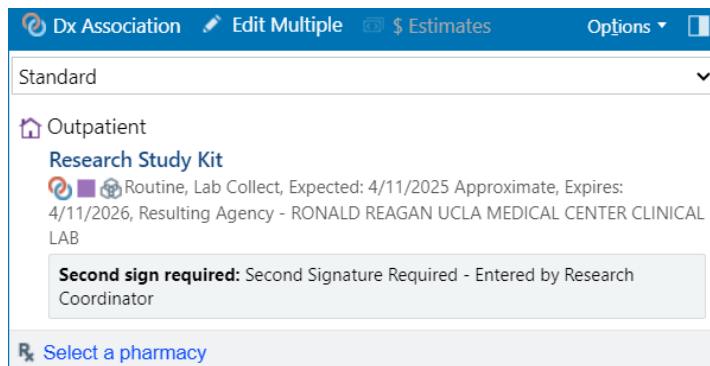 Dx Association Edit Multiple $ Estimates Options
Standard
Outpatient
Research Study Kit
Routine, Lab Collect, Expected: 4/11/2025 Approximate, Expires:
4/11/2026, Resulting Agency - RONALD REAGAN UCLA MEDICAL CENTER CLINICAL
LAB
Second sign required: Second Signature Required - Entered by Research
Coordinator
Rx Select a pharmacy